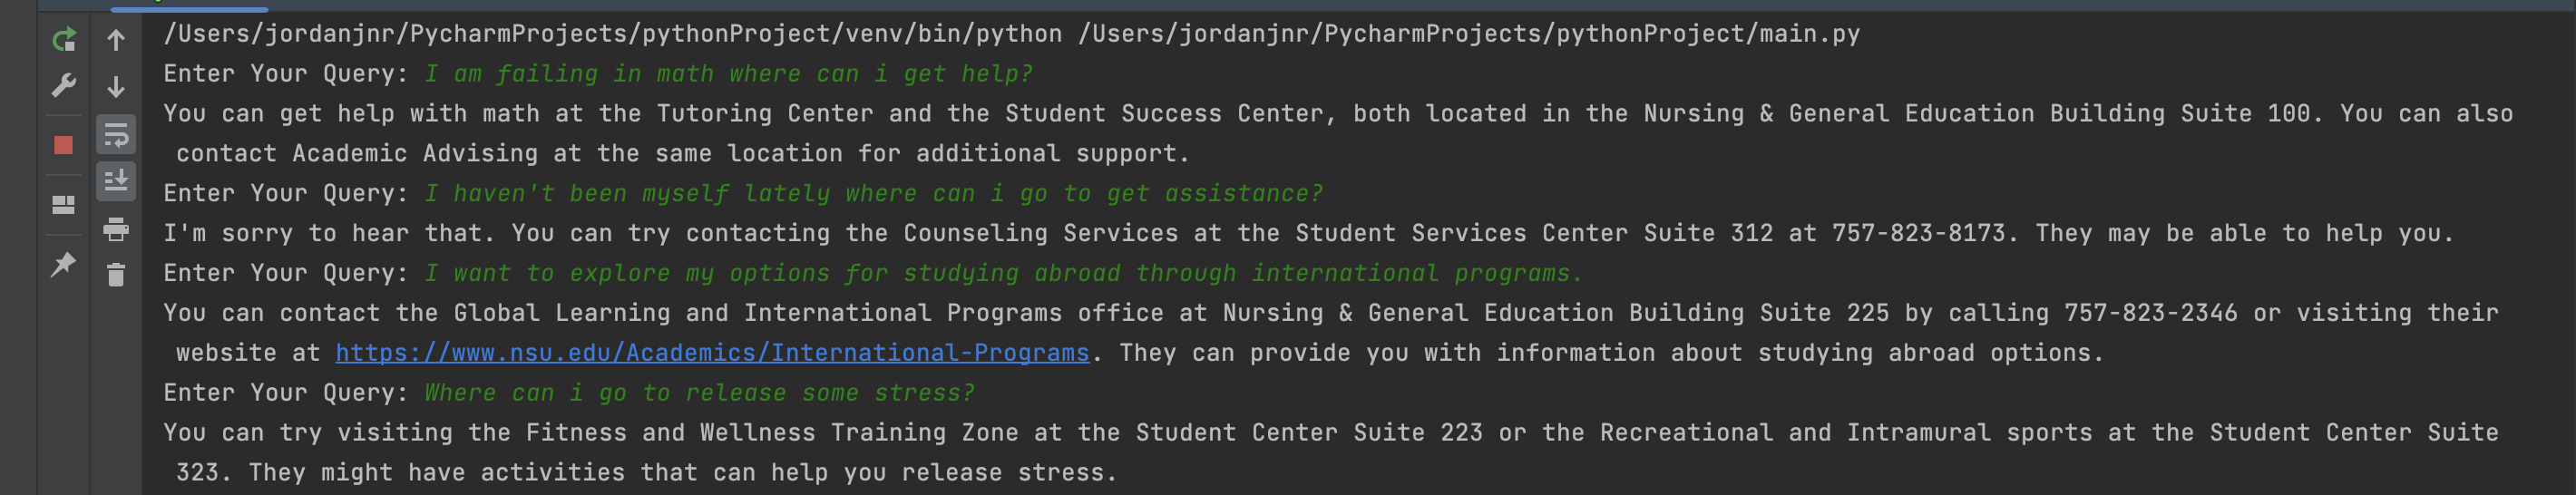 /Users/jordanjnr/PycharmProjects/pythonProject/venv/bin/python /Users/jordanjnr/PycharmProjects/pythonProject/main.py
Enter Your Query: I am failing in math where can i get help?
You can get help with math at the Tutoring Center and the Student Success Center, both located in the Nursing & General Education Building Suite 100. You can also
contact Academic Advising at the same location for additional support.
Enter Your Query: I haven't been myself lately where can i go to get assistance?
I'm sorry to hear that. You can try contacting the Counseling Services at the Student Services Center Suite 312 at 757-823-8173. They may be able to help you.
Enter Your Query: I want to explore my options for studying abroad through international programs.
You can contact the Global Learning and International Programs office at Nursing & General Education Building Suite 225 by calling 757-823-2346 or visiting their
website at https://www.nsu.edu/Academics/International-Programs. They can provide you with information about studying abroad options.
Enter Your Query: Where can i go to release some stress?
You can try visiting the Fitness and Wellness Training Zone at the Student Center Suite 223 or the Recreational and Intramural sports at the Student Center Suite
323. They might have activities that can help you release stress.